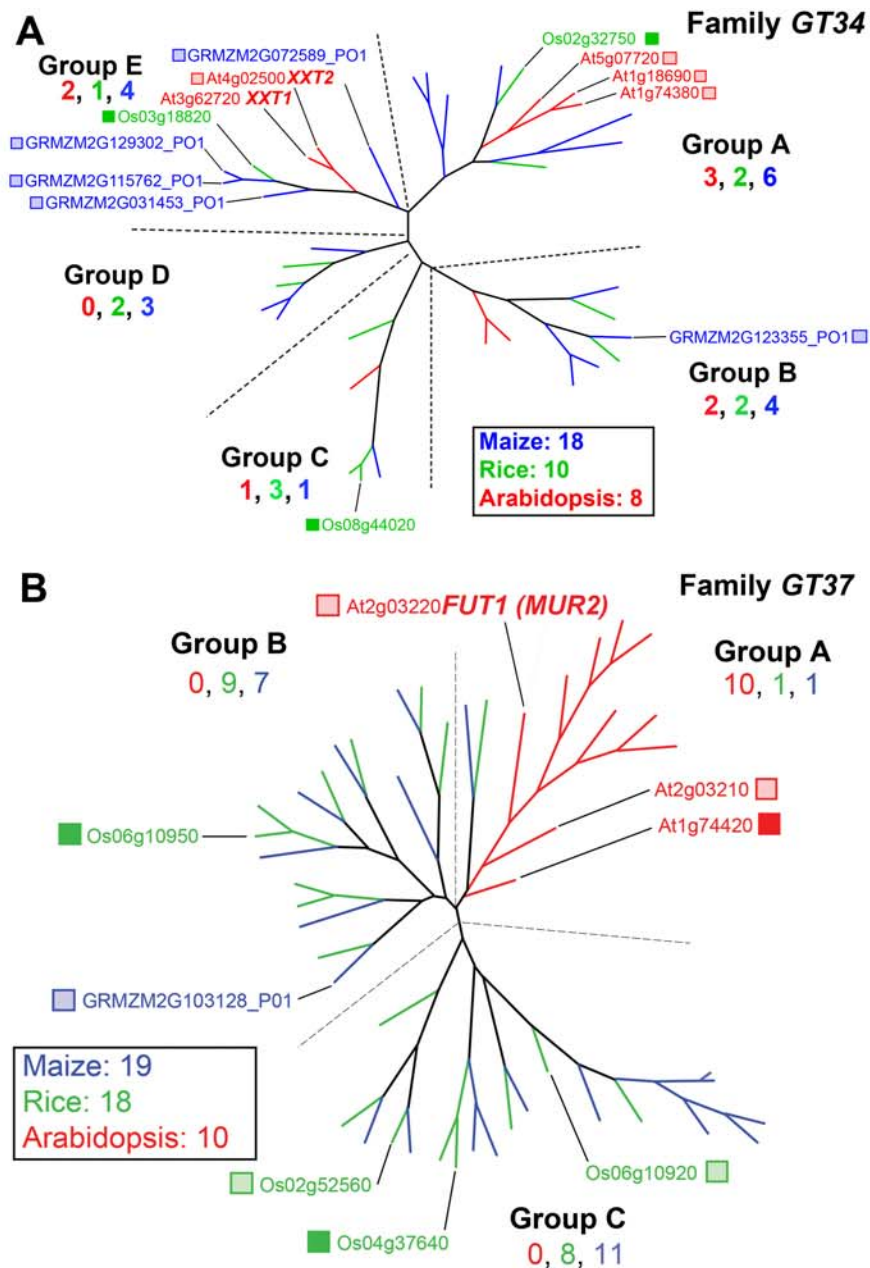 A
Family GT34
GRMZM2G072589_PO1
Os02g32750
Group E
2, 1, 4
At4g02500 XXT2
At3g62720 XXT1
At5g07720
At1g18690
At1g74380
Os03g18820
GRMZM2G129302_PO1
GRMZM2G115762_PO1
GRMZM2G031453_PO1
Group A
3, 2, 6
Group D
0, 2, 3
GRMZM2G123355_PO1
Group B
2, 2, 4
Group C
1, 3, 1
Maize: 18
Rice: 10
Arabidopsis: 8
Os08g44020
B
Family GT37
At2g03220 FUT1 (MUR2)
Group B
0, 9, 7
Group A
10, 1, 1
At2g03210
At1g74420
Os06g10950
GRMZM2G103128_P01
Maize: 19
Rice: 18
Arabidopsis: 10
Os06g10920
Os02g52560
Os04g37640
Group C
0, 8, 11